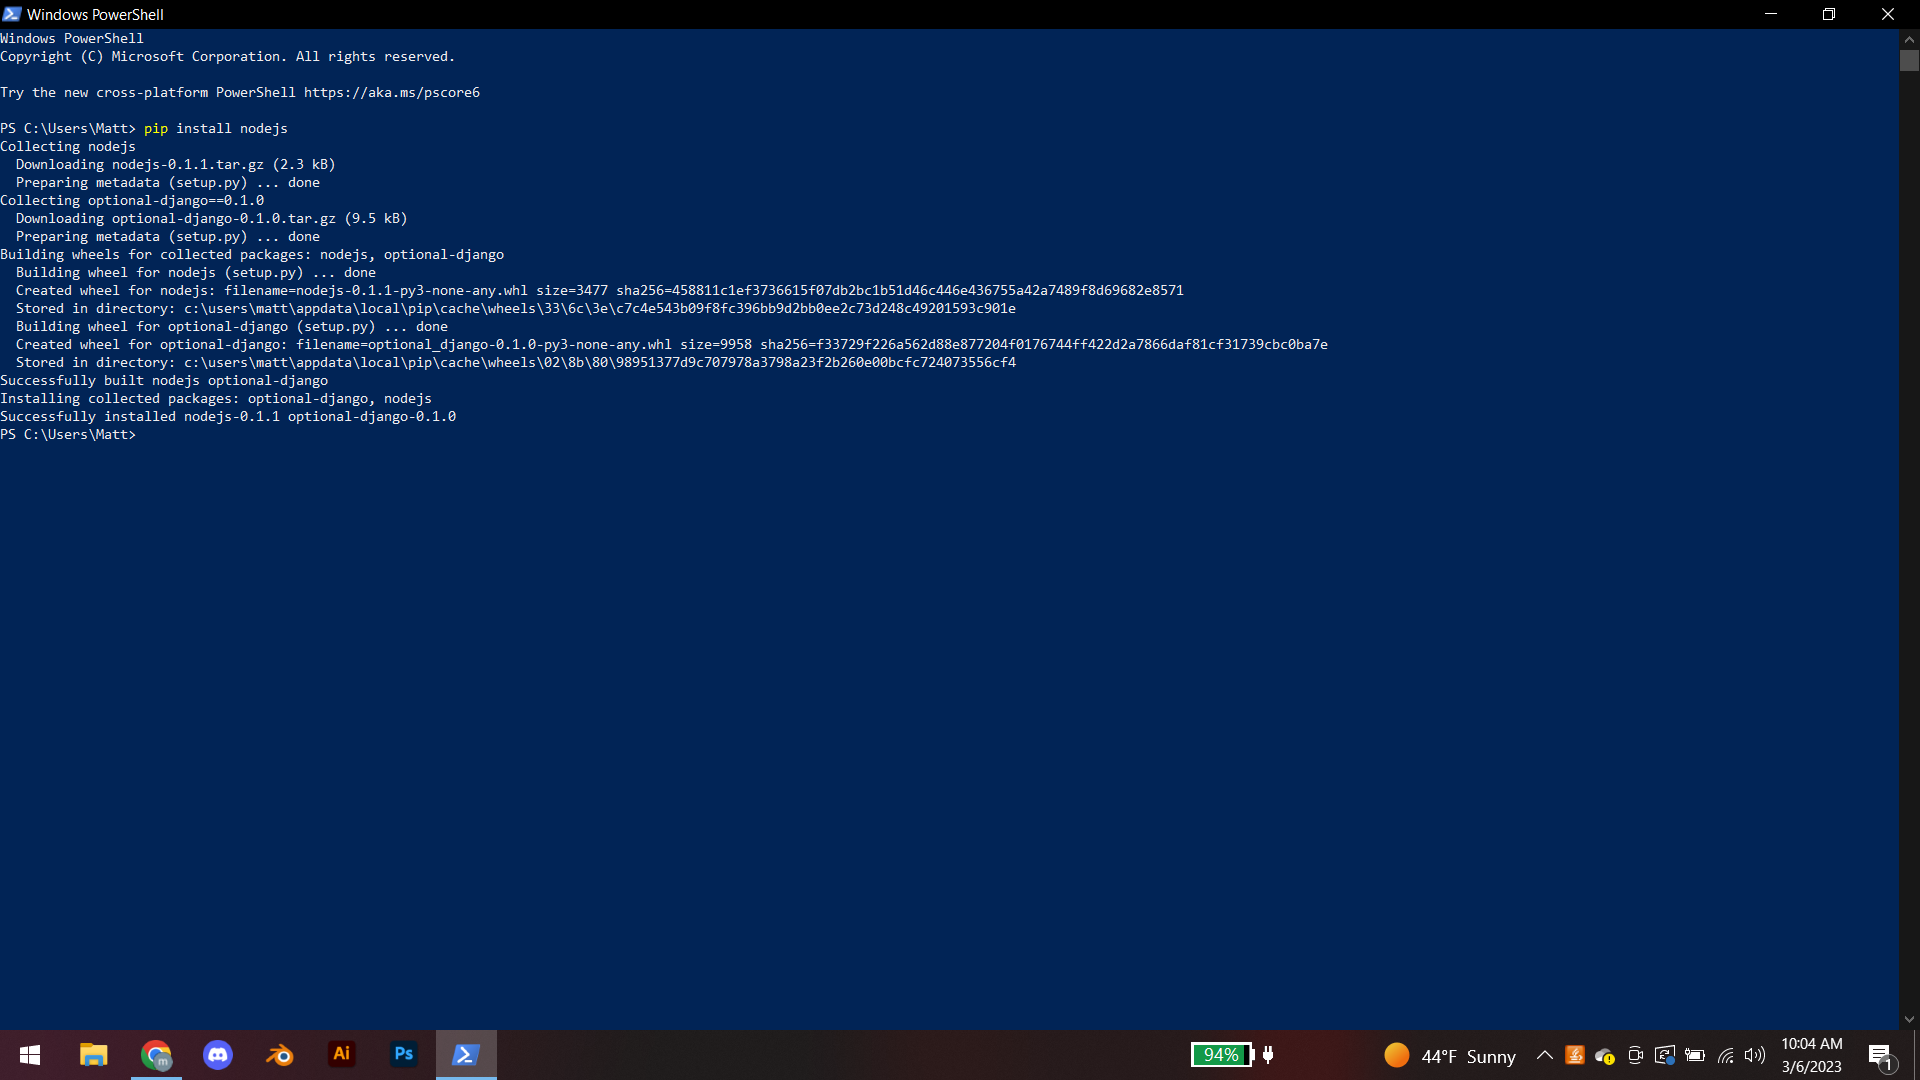 Windows PowerShell
Windows PowerShell
Copyright (C) Microsoft Corporation. All rights reserved.
Try the new cross-platform PowerShell https://aka.ms/pscore6
PS C:\Users\Matt> pip install nodejs
Collecting nodejs
  Downloading nodejs-0.1.1.tar.gz (2.3 kB)
  Preparing metadata (setup.py) ... done
Collecting optional-django==0.1.0
  Downloading optional-django-0.1.0.tar.gz (9.5 kB)
  Preparing metadata (setup.py) ... done
Building wheels for collected packages: nodejs, optional-django
  Building wheel for nodejs (setup.py) ... done
  Created wheel for nodejs: filename=nodejs-0.1.1-py3-none-any.whl size=3477 sha256=458811c1ef3736615f07db2bc1b51d46c446e436755a42a7489f8d69682e8571
  Stored in directory: c:\users\matt\appdata\local\pip\cache\wheels\33\6c\3e\c7c4e543b09f8fc396bb9d2bb0ee2c73d248c49201593c901e
  Building wheel for optional-django (setup.py) ... done
  Created wheel for optional-django: filename=optional_django-0.1.0-py3-none-any.whl size=9958 sha256=f33729f226a562d88e877204f0176744ff422d2a7866daf81cf31739cbc0ba7e
  Stored in directory: c:\users\matt\appdata\local\pip\cache\wheels\02\8b\80\98951377d9c707978a3798a23f2b260e00bcfc724073556cf4
Successfully built nodejs optional-django
Installing collected packages: optional-django, nodejs
Successfully installed nodejs-0.1.1 optional-django-0.1.0
PS C:\Users\Matt>
m
Ai
Ps
94%
44°F Sunny
10:04 AM
3/6/2023
1